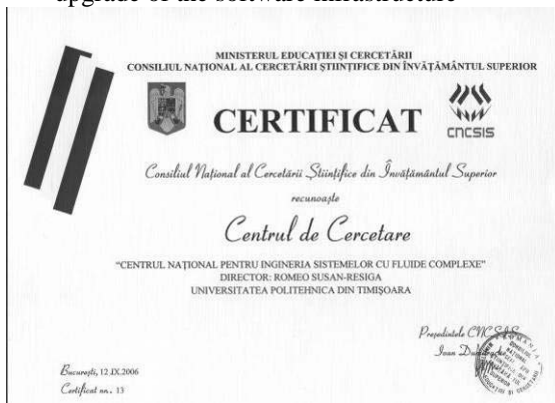 upgrade of the software infrastructure
MINISTERUL EDUCAȚIEI ȘI CERCETĂRII
CONSILIUL NAȚIONAL AL CERCETĂRII ȘTIINȚIFICE DIN ÎNVĂȚĂMÂNTUL SUPERIOR
CERTIFICAT
CNCSIS
Consiliul Național al Cercetării Științifice din Învățământul Superior
recunoaște
Centrul de Cercetare
"CENTRUL NAȚIONAL PENTRU INGINERIA SISTEMELOR CU FLUIDE COMPLEXE"
DIRECTOR: ROMEO SUSAN-RESIGA
UNIVERSITATEA POLITEHNICA DIN TIMIȘOARA
Președintele CNCSIS
Ioan
București, 12.IX.2006
Certificat nr. 13